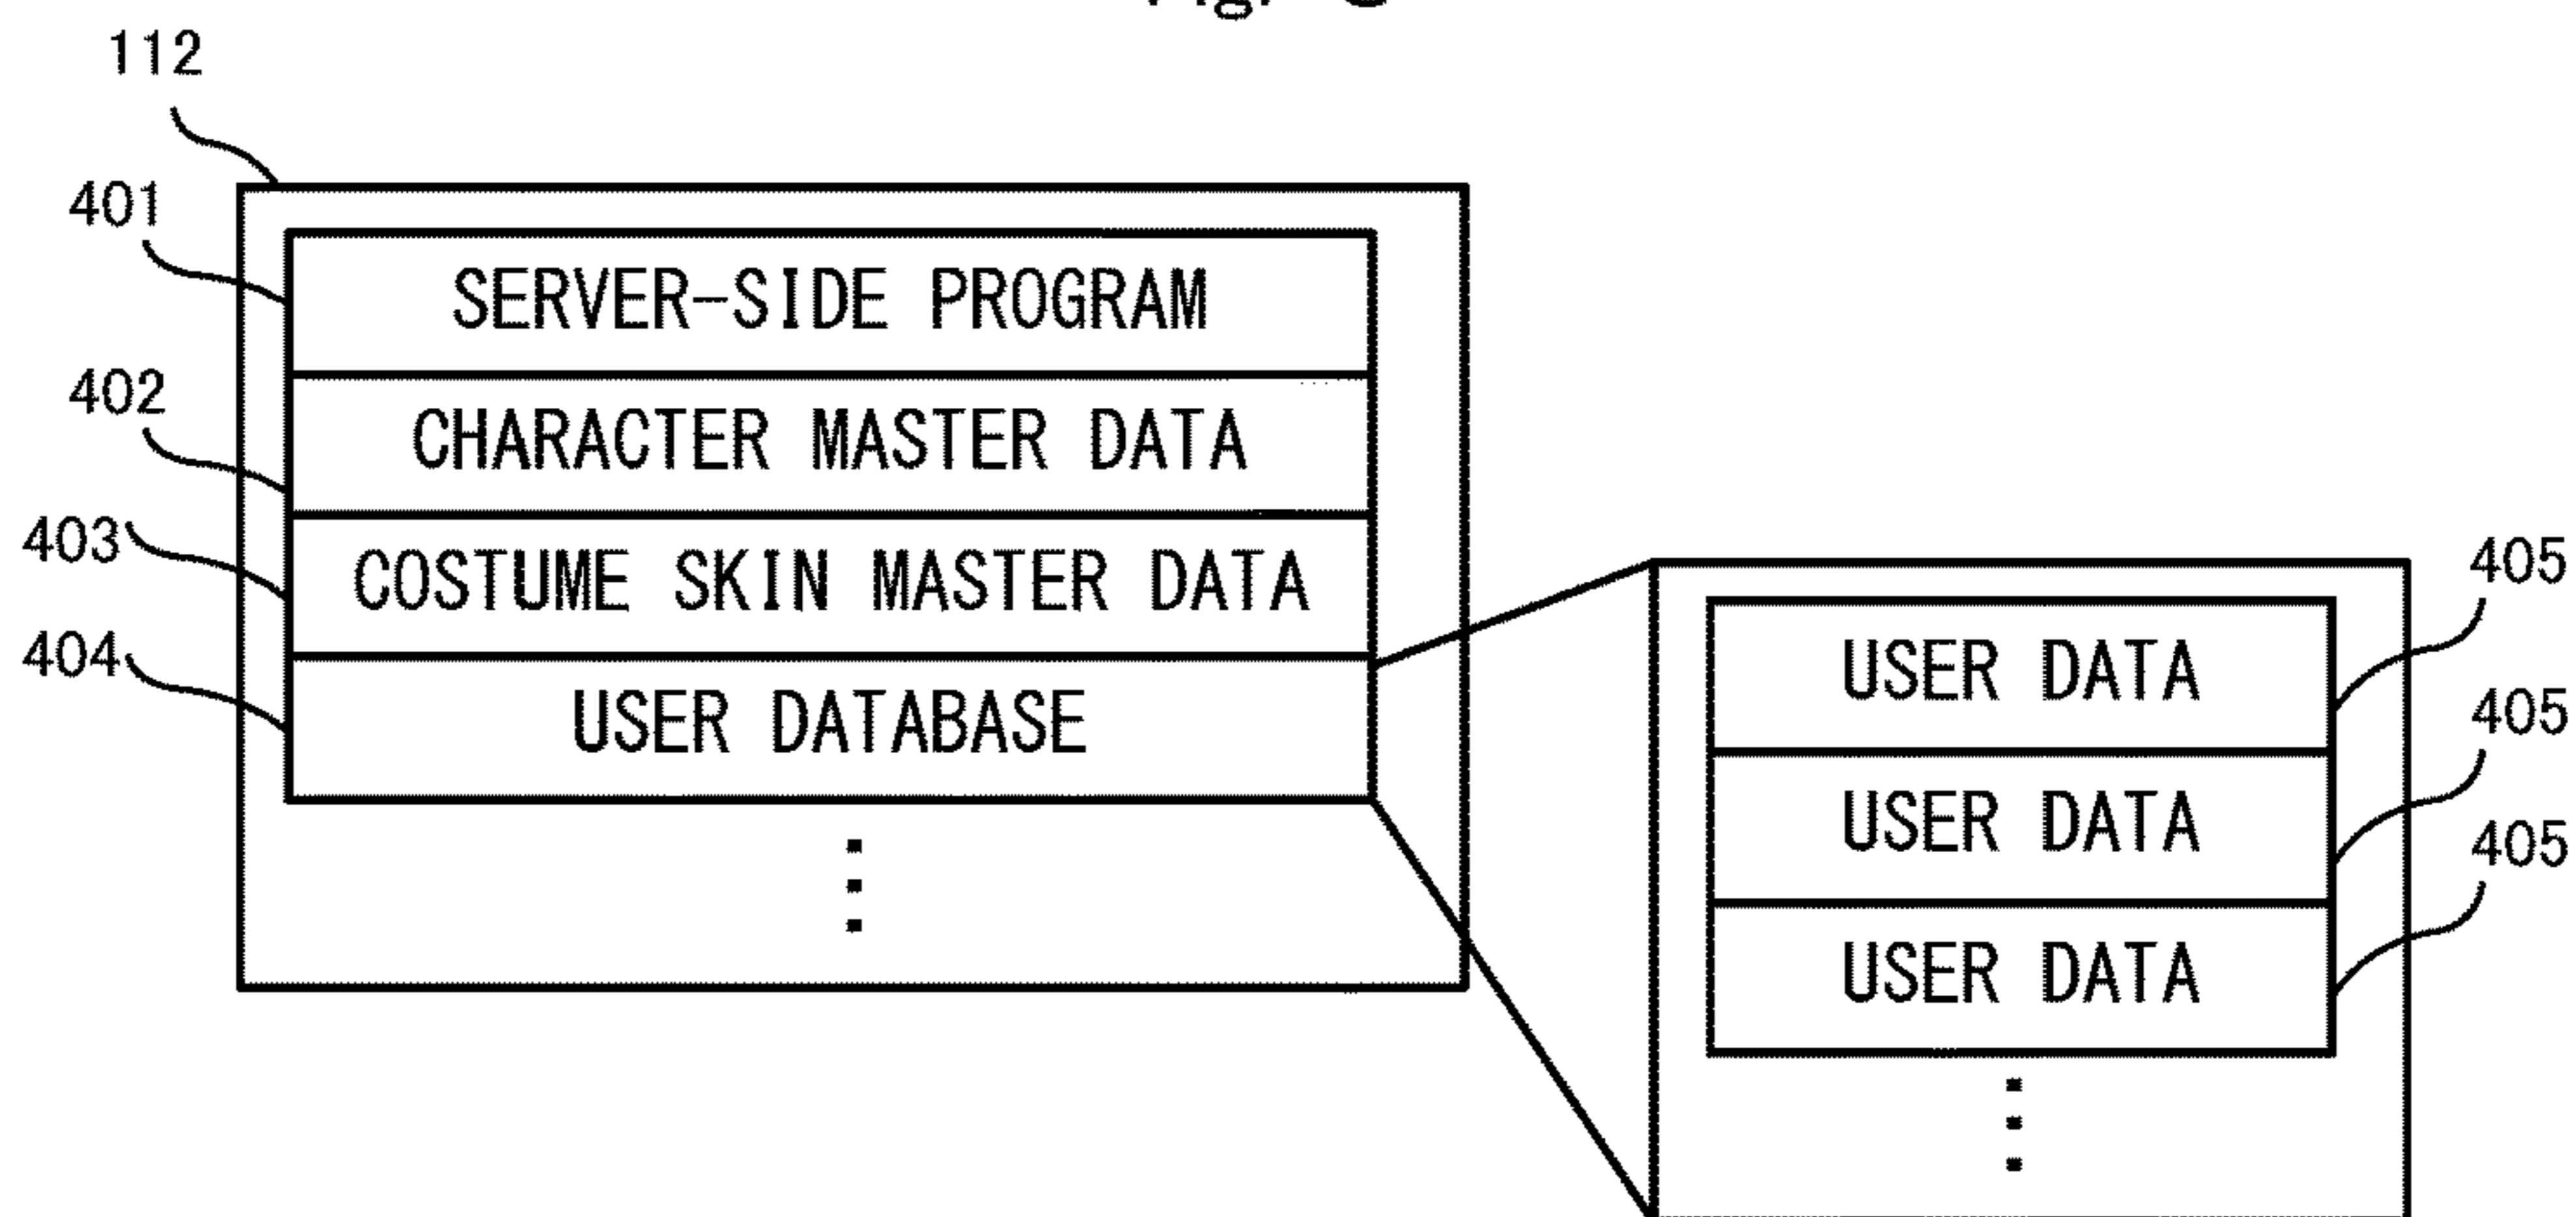 112
401
SERVER-SIDE PROGRAM
402
CHARACTER MASTER DATA
403
COSTUME SKIN MASTER DATA
404
USER DATABASE
405
USER DATA
405
USER DATA
405
USER DATA